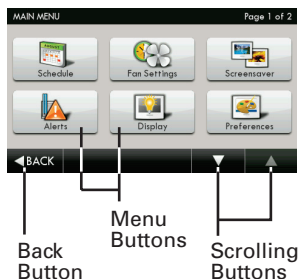 MAIN MENU Page 1 of 2
AUGUST
Schedule Fan Settings Screensaver
Alerts Display Preferences
BACK
Menu
Buttons
Back
Button
Scrolling
Buttons